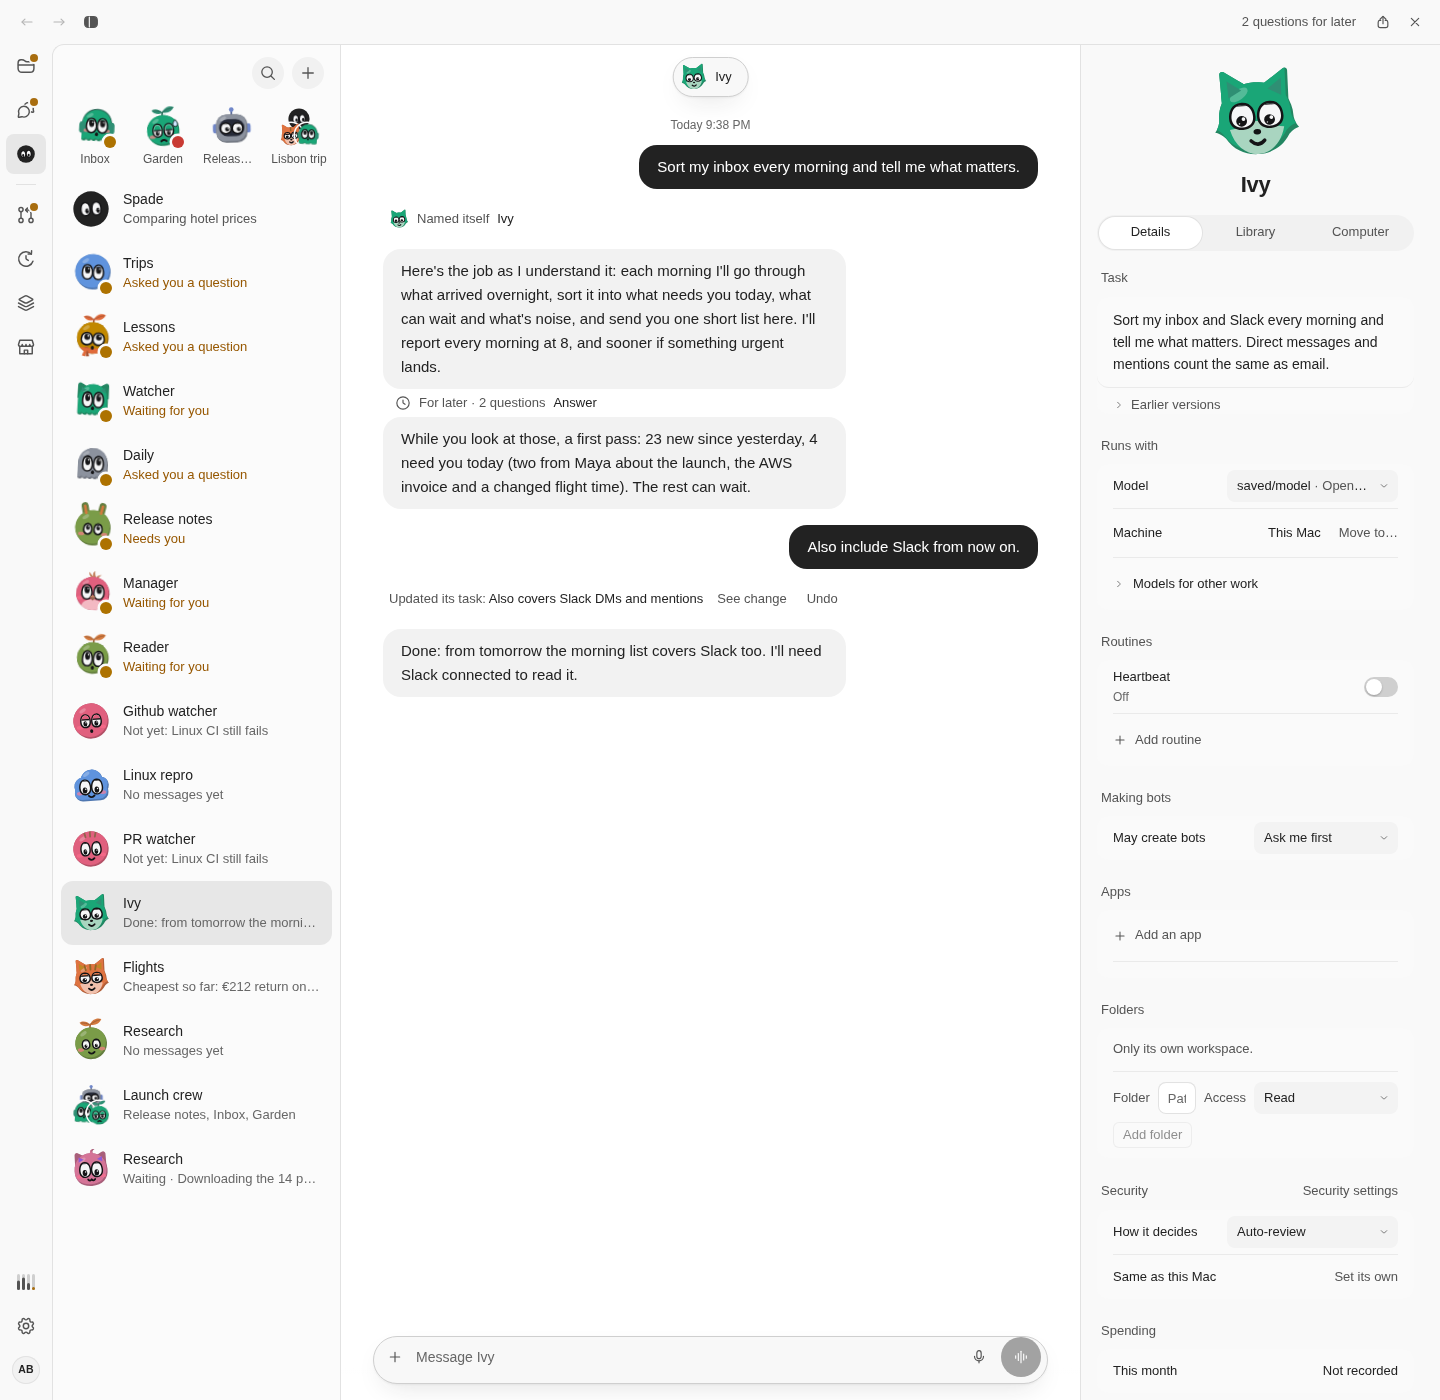 2 questions for later
Inbox
Garden
Releas…
Lisbon trip
Spade
Comparing hotel prices
Trips
Asked you a question
Lessons
Asked you a question
Watcher
Waiting for you
Daily
Asked you a question
Release notes
Needs you
Manager
Waiting for you
Reader
Waiting for you
Github watcher
Not yet: Linux CI still fails
Linux repro
No messages yet
PR watcher
Not yet: Linux CI still fails
Ivy
Done: from tomorrow the morni…
Flights
Cheapest so far: €212 return on…
Research
No messages yet
Launch crew
Release notes, Inbox, Garden
Research
Waiting · Downloading the 14 p…
AB
Ivy
Today 9:38 PM
Sort my inbox every morning and tell me what matters.
Named itself Ivy
Here's the job as I understand it: each morning I'll go through
what arrived overnight, sort it into what needs you today, what
can wait and what's noise, and send you one short list here. I'll
report every morning at 8, and sooner if something urgent
lands.
For later · 2 questions Answer
While you look at those, a first pass: 23 new since yesterday, 4
need you today (two from Maya about the launch, the AWS
invoice and a changed flight time). The rest can wait.
Also include Slack from now on.
Updated its task: Also covers Slack DMs and mentions See change Undo
Done: from tomorrow the morning list covers Slack too. I'll need
Slack connected to read it.
Message Ivy
Ivy
Details Library Computer
Task
Sort my inbox and Slack every morning and
tell me what matters. Direct messages and
mentions count the same as email.
Earlier versions
Runs with
Model saved/model · Open…
Machine This Mac Move to…
Models for other work
Routines
Heartbeat
Off
Add routine
Making bots
May create bots Ask me first
Apps
Add an app
Folders
Only its own workspace.
Folder Pat Access Read
Add folder
Security Security settings
How it decides Auto-review
Same as this Mac Set its own
Spending
This month Not recorded